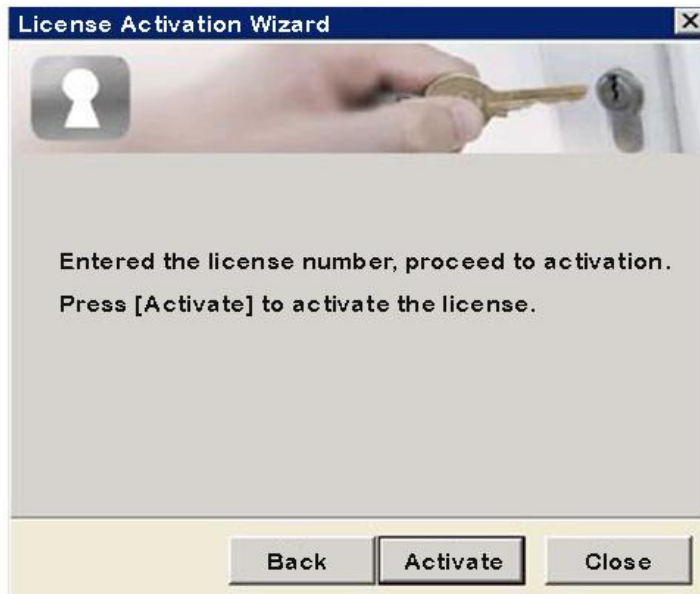 License Activation Wizard
Entered the license number, proceed to activation.
Press [Activate] to activate the license.
Back
Activate
Close